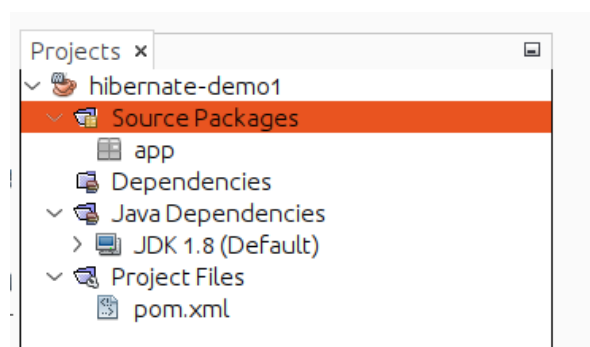 Projects
hibernate-demo1
Source Packages
app
Dependencies
Java Dependencies
JDK 1.8 (Default)
Project Files
pom.xml